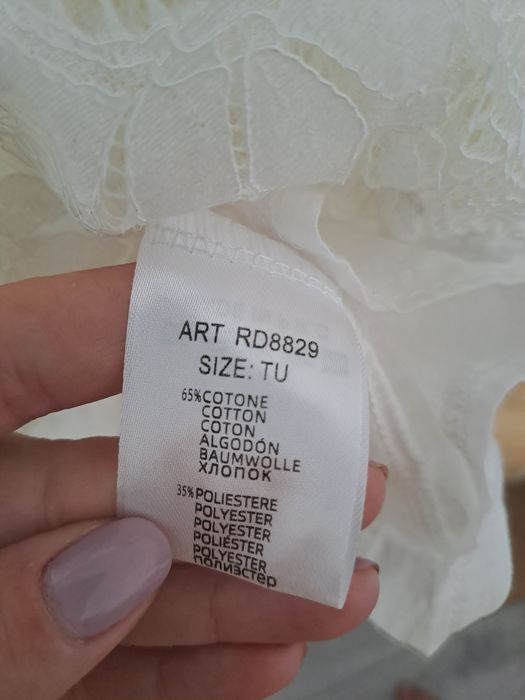 ART RD8829
SIZE: TU
65% COTONE
COTTON
COTON
ALGODÓN
BAUMWOLLE
ХЛОПОК
35% POLIESTERE
POLYESTER
POLYESTER
POLIÉSTER
POLYESTER
ПОЛИЭСТЕР